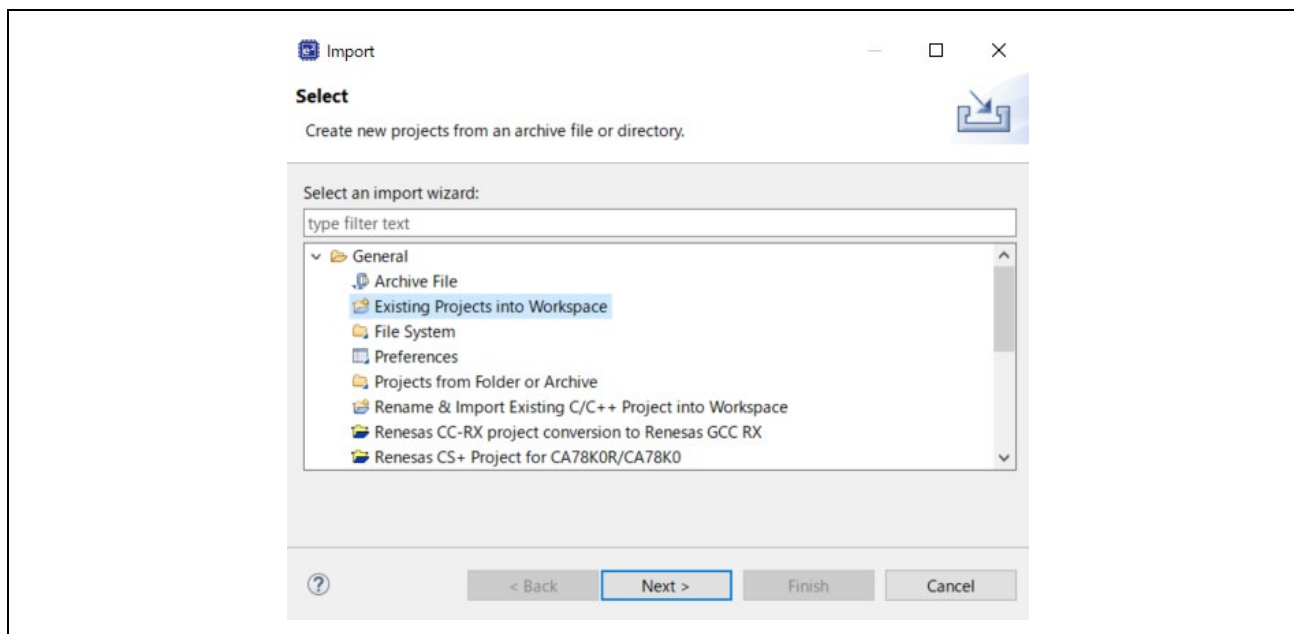 Import
Select
Create new projects from an archive file or directory.
Select an import wizard:
type filter text
General
Archive File
Existing Projects into Workspace
File System
Preferences
Projects from Folder or Archive
Rename & Import Existing C/C++ Project into Workspace
Renesas CC-RX project conversion to Renesas GCC RX
Renesas CS+ Project for CA78K0R/CA78K0
? < Back Next > Finish Cancel